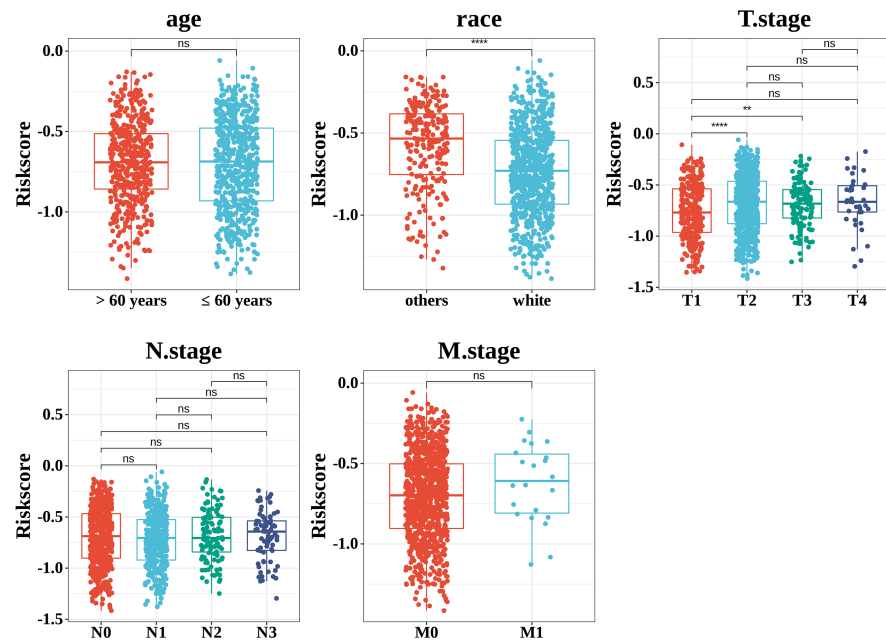 age
ns
0.0
-0.5
-1.0
Riskscore
> 60 years
≤ 60 years
race
****
0.0
-0.5
-1.0
Riskscore
others
white
T.stage
ns
ns
ns
ns
**
****
0.5
0.0
-0.5
-1.0
-1.5
Riskscore
T1
T2
T3
T4
N.stage
ns
ns
ns
ns
ns
ns
0.5
0.0
-0.5
-1.0
-1.5
Riskscore
N0
N1
N2
N3
M.stage
ns
0.0
-0.5
-1.0
Riskscore
M0
M1